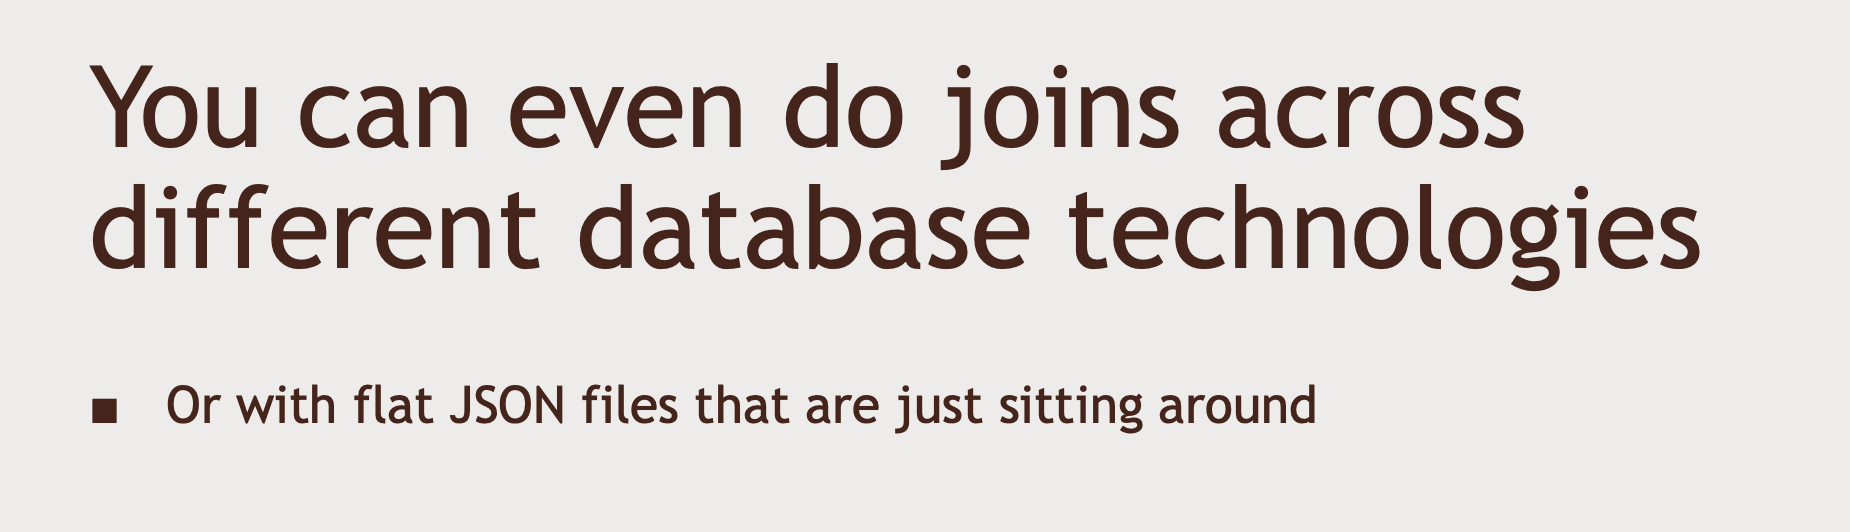 You can even do joins across
different database technologies
■ Or with flat JSON files that are just sitting around